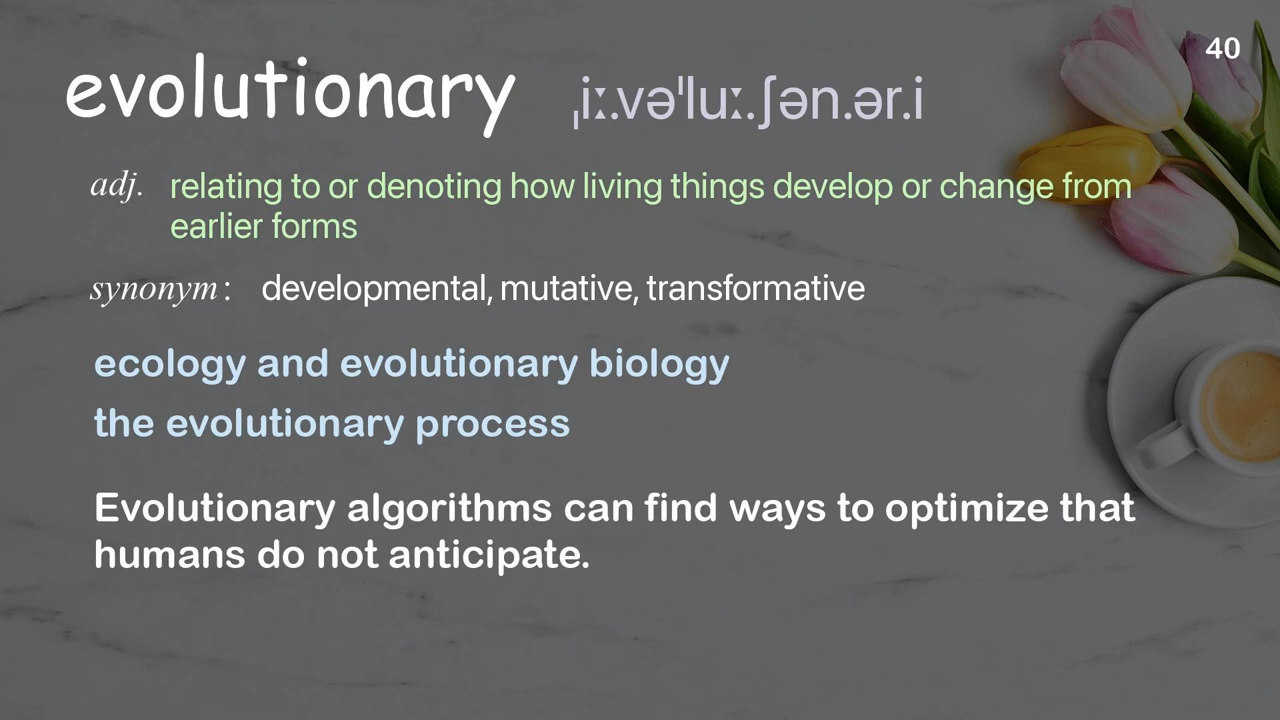 40
evolutionary ˌiː.vəˈluː.ʃən.ər.i
adj. relating to or denoting how living things develop or change from
earlier forms
synonym : developmental, mutative, transformative
ecology and evolutionary biology
the evolutionary process
Evolutionary algorithms can find ways to optimize that
humans do not anticipate.